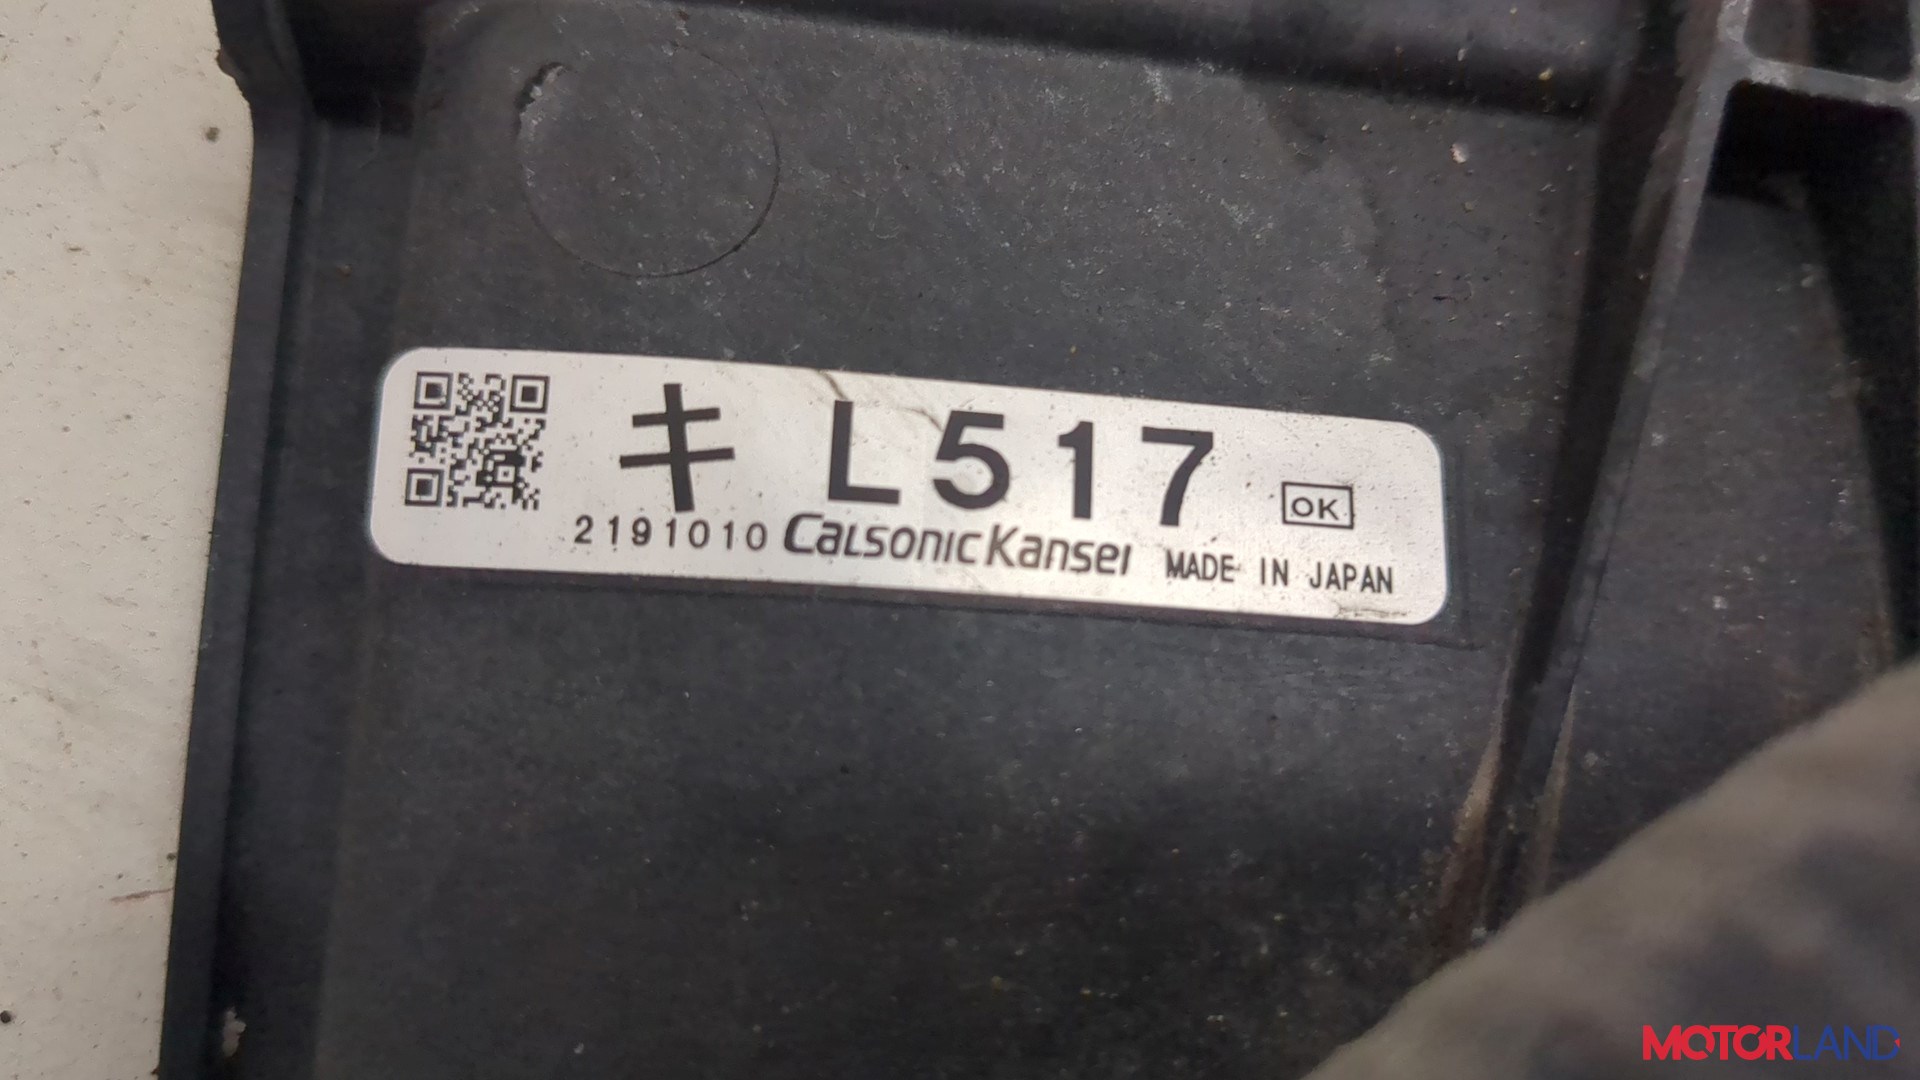 キ L517 OK
2191010 CalsonicKansei MADE IN JAPAN
MOTORLAND